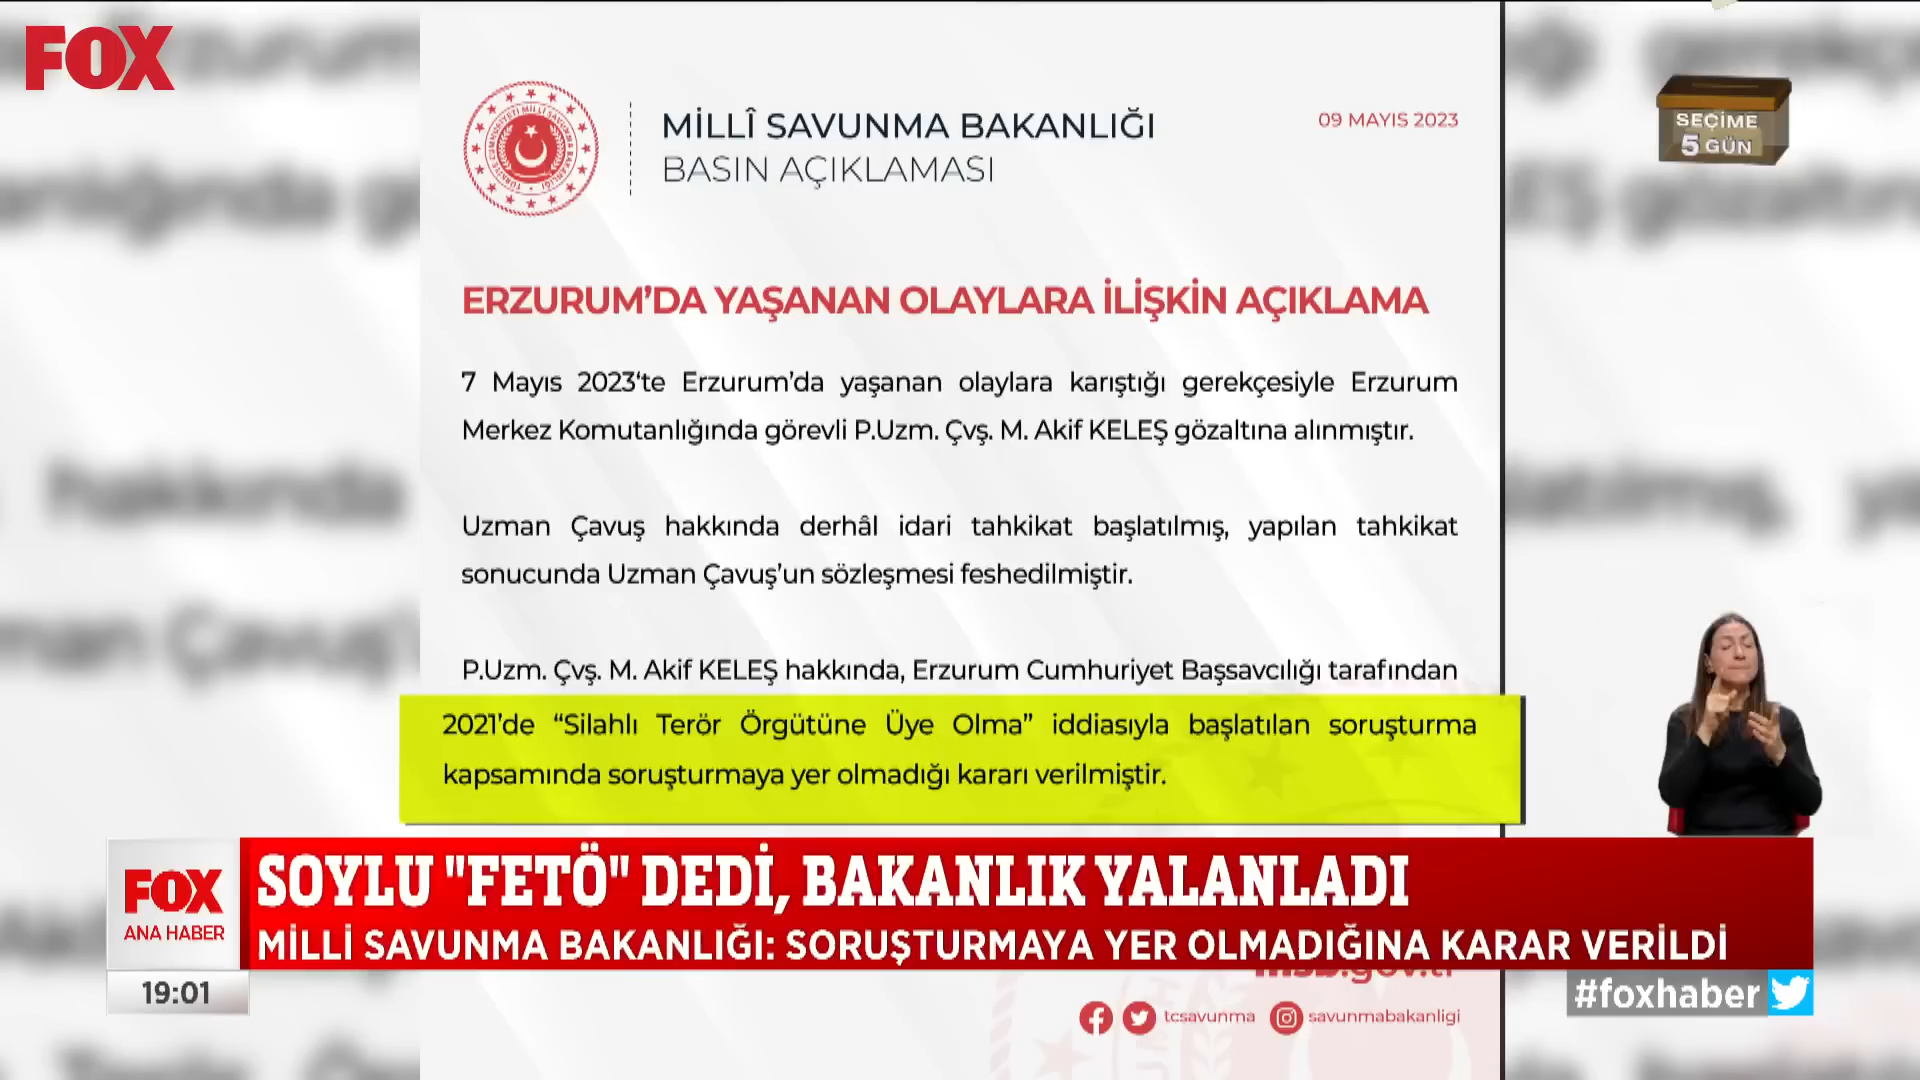 FOX
SEÇİME
5 GÜN
MİLLÎ SAVUNMA BAKANLIĞI
BASIN AÇIKLAMASI
09 MAYIS 2023
ERZURUM’DA YAŞANAN OLAYLARA İLİŞKİN AÇIKLAMA
7 Mayıs 2023‘te Erzurum’da yaşanan olaylara karıştığı gerekçesiyle Erzurum
Merkez Komutanlığında görevli P.Uzm. Çvş. M. Akif KELEŞ gözaltına alınmıştır.
Uzman Çavuş hakkında derhâl idari tahkikat başlatılmış, yapılan tahkikat
sonucunda Uzman Çavuş’un sözleşmesi feshedilmiştir.
P.Uzm. Çvş. M. Akif KELEŞ hakkında, Erzurum Cumhuriyet Başsavcılığı tarafından
2021’de “Silahlı Terör Örgütüne Üye Olma” iddiasıyla başlatılan soruşturma
kapsamında soruşturmaya yer olmadığı kararı verilmiştir.
FOX
ANA HABER
SOYLU "FETÖ" DEDİ, BAKANLIK YALANLADI
MİLLİ SAVUNMA BAKANLIĞI: SORUŞTURMAYA YER OLMADIĞINA KARAR VERİLDİ
19:01
#foxhaber
tcsavunma
savunmabakanligi